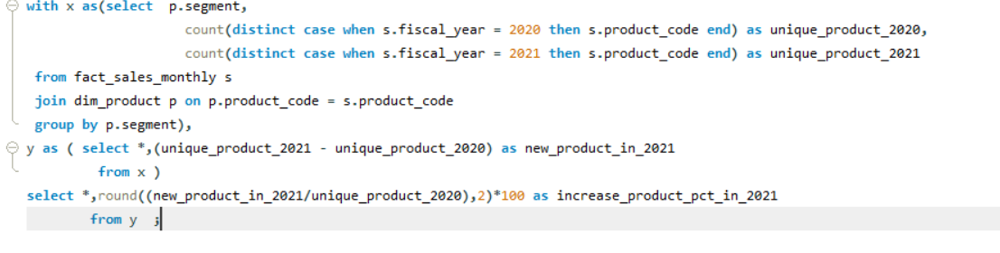 with x as(select  p.segment,
count(distinct case when s.fiscal_year = 2020 then s.product_code end) as unique_product_2020,
count(distinct case when s.fiscal_year = 2021 then s.product_code end) as unique_product_2021
from fact_sales_monthly s
join dim_product p on p.product_code = s.product_code
group by p.segment),
y as ( select *,(unique_product_2021 - unique_product_2020) as new_product_in_2021
from x )
select *,round((new_product_in_2021/unique_product_2020),2)*100 as increase_product_pct_in_2021
from y  ;